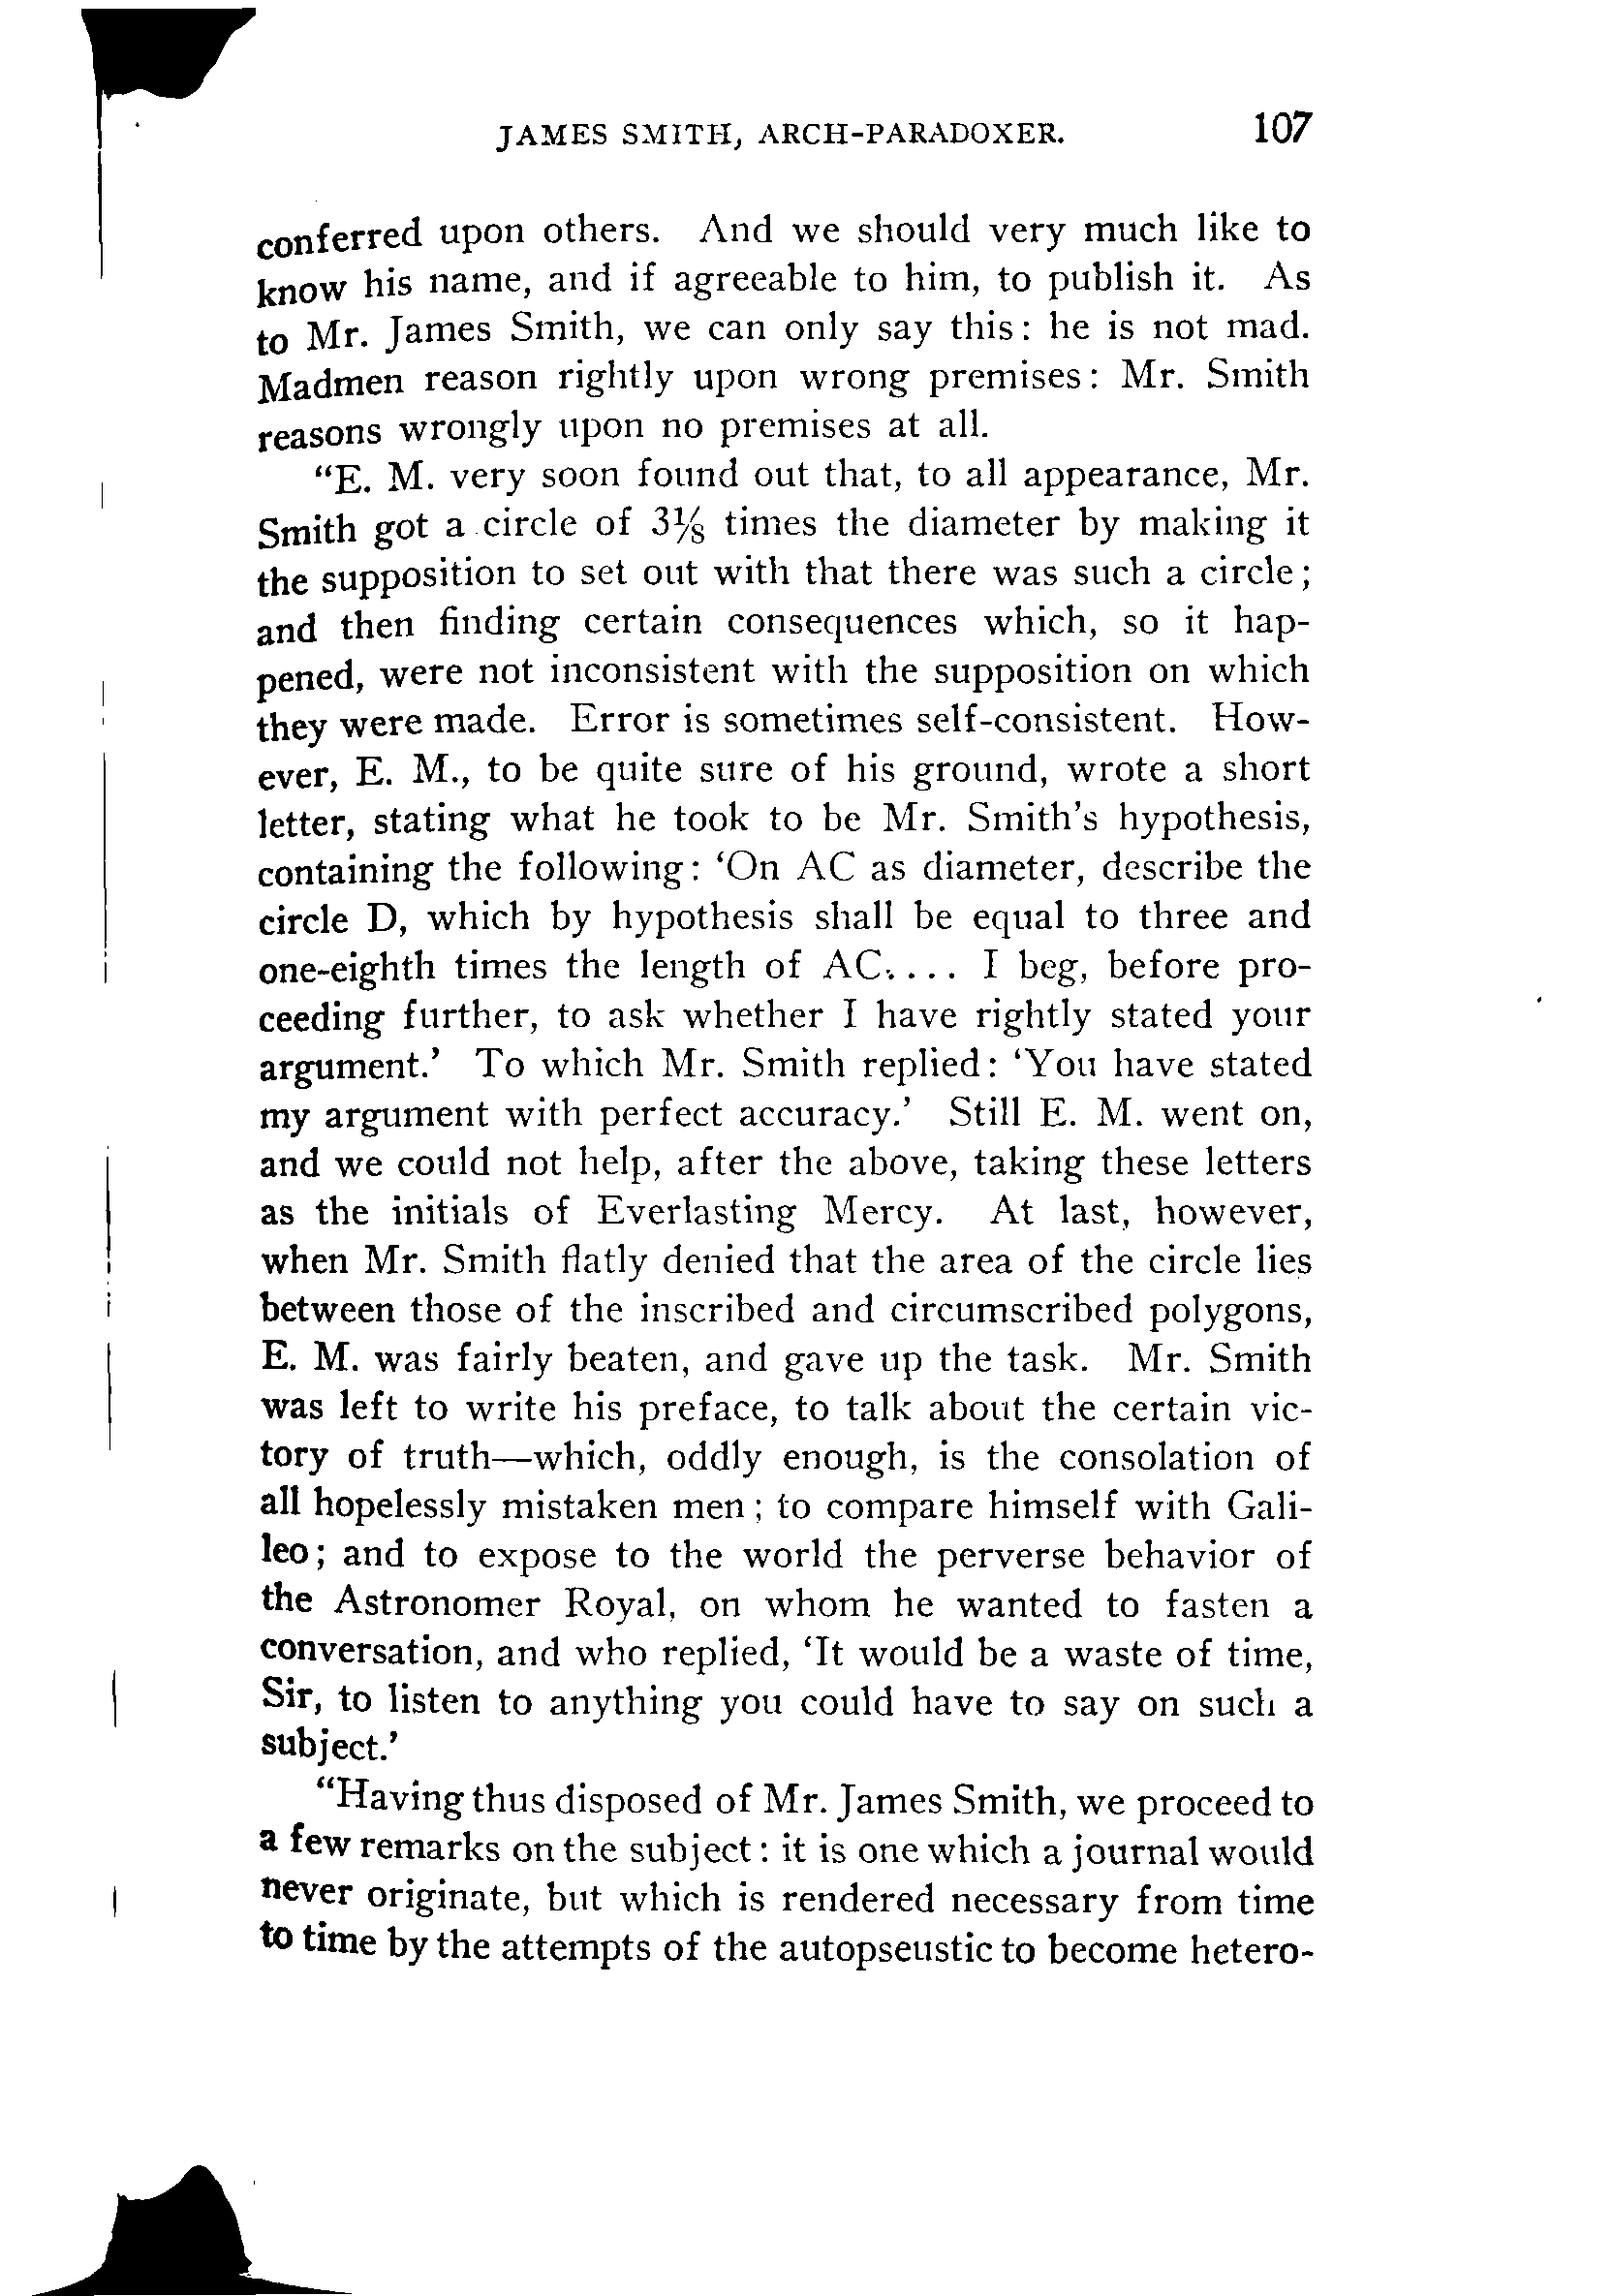 JAMES SMITH, ARCH-PARADOXER. 107
conferred upon others. And we should very much like to
know his name, and if agreeable to him, to publish it. As
to Mr. James Smith, we can only say this: he is not mad.
Madmen reason rightly upon wrong premises: Mr. Smith
reasons wrongly upon no premises at all.
“E. M. very soon found out that, to all appearance, Mr.
Smith got a circle of 3⅛ times the diameter by making it
the supposition to set out with that there was such a circle;
and then finding certain consequences which, so it hap-
pened, were not inconsistent with the supposition on which
they were made. Error is sometimes self-consistent. How-
ever, E. M., to be quite sure of his ground, wrote a short
letter, stating what he took to be Mr. Smith’s hypothesis,
containing the following: ‘On AC as diameter, describe the
circle D, which by hypothesis shall be equal to three and
one-eighth times the length of AC.... I beg, before pro-
ceeding further, to ask whether I have rightly stated your
argument.’ To which Mr. Smith replied: ‘You have stated
my argument with perfect accuracy.’ Still E. M. went on,
and we could not help, after the above, taking these letters
as the initials of Everlasting Mercy. At last, however,
when Mr. Smith flatly denied that the area of the circle lies
between those of the inscribed and circumscribed polygons,
E. M. was fairly beaten, and gave up the task. Mr. Smith
was left to write his preface, to talk about the certain vic-
tory of truth—which, oddly enough, is the consolation of
all hopelessly mistaken men; to compare himself with Gali-
leo; and to expose to the world the perverse behavior of
the Astronomer Royal, on whom he wanted to fasten a
conversation, and who replied, ‘It would be a waste of time,
Sir, to listen to anything you could have to say on such a
subject.’
“Having thus disposed of Mr. James Smith, we proceed to
a few remarks on the subject: it is one which a journal would
never originate, but which is rendered necessary from time
to time by the attempts of the autopseustic to become hetero-